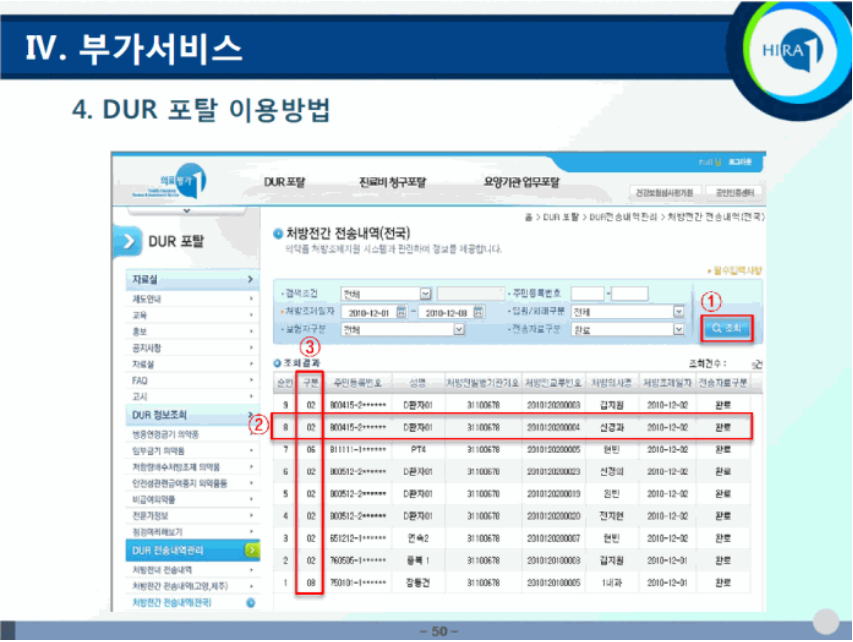 Ⅳ. 부가서비스
HIRA
4. DUR 포탈 이용방법
DUR 포탈 진료비 청구포탈 요양기관 업무포탈
로그아웃
건강보험심사평가원 공인인증센터
홈 > DUR 포탈 > DUR전송내역관리 > 처방전간 전송내역(전국)
DUR 포탈
처방전간 전송내역(전국)
의약품 처방조제지원 시스템과 관련하여 정보를 제공합니다.
필수입력사항
검색조건 전체 주민등록번호 -
처방조제일자 2010-12-01 ~ 2010-12-08 입원/외래구분 전체
보험자구분 전체 전송자료구분 완료
① 조회
③
조회결과 조회건수 : 건
순번 구분 주민등록번호 성명 처방전발행기관기호 처방전교부번호 처방의사명 처방조제일자 전송자료구분
9 02 800415-2****** D환자01 31100678 2010120200003 김지원 2010-12-02 완료
② 8 02 800415-2****** D환자01 31100678 2010120200004 신경과 2010-12-02 완료
7 06 811111-1****** PT4 31100678 2010120200005 현빈 2010-12-02 완료
6 02 800512-2****** D환자01 31100678 2010120200023 신경의 2010-12-02 완료
5 02 800512-2****** D환자01 31100678 2010120200019 원빈 2010-12-02 완료
4 02 800512-2****** D환자01 31100678 2010120200020 전지현 2010-12-02 완료
3 02 651212-1****** 연속2 31100678 2010120200007 현빈 2010-12-02 완료
2 02 760505-1****** 중복1 31100678 2010120100003 김지원 2010-12-01 완료
1 08 750101-1****** 장통건 31100678 2010120100005 1내과 2010-12-01 완료
자료실
제도안내
교육
홍보
공지사항
자료실
FAQ
고시
DUR 정보조회
병용연령금기 의약품
임부금기 의약품
저함량배수처방조제 의약품
안전성관련급여중지 의약품등
비급여의약품
전문가정보
점검미리해보기
DUR 전송내역관리
처방전내 전송내역
처방전간 전송내역(고양,제주)
처방전간 전송내역(전국)
- 50 -